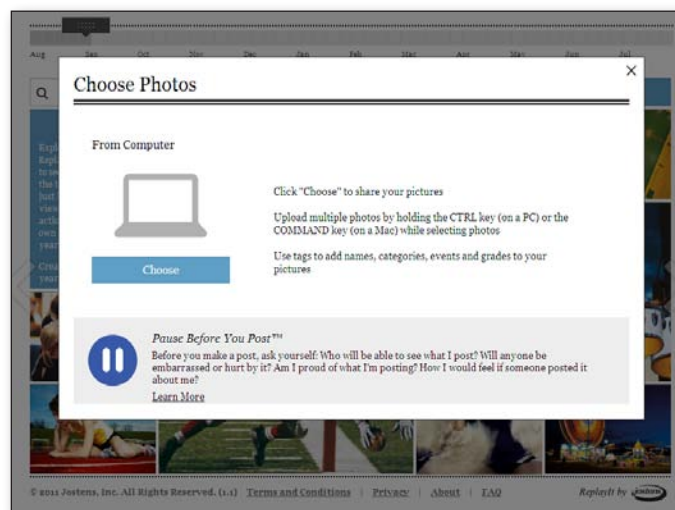 Aug Sep Oct Nov Dec Jan Feb Mar Apr May Jun Jul
Choose Photos
From Computer
Click "Choose" to share your pictures
Upload multiple photos by holding the CTRL key (on a PC) or the
COMMAND key (on a Mac) while selecting photos
Use tags to add names, categories, events and grades to your
pictures
Choose
Pause Before You Post™
Before you make a post, ask yourself: Who will be able to see what I post? Will anyone be
embarrassed or hurt by it? Am I proud of what I'm posting? How I would feel if someone posted it
about me?
Learn More
© 2011 Jostens, Inc. All Rights Reserved. (1.1) Terms and Conditions | Privacy | About | FAQ ReplayIt by Jostens